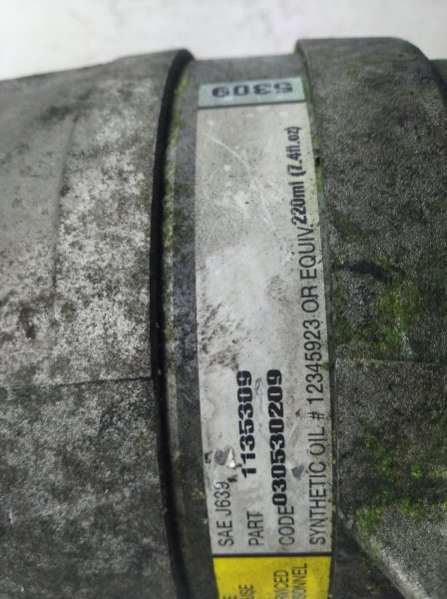 5309
SAE J639
PART 1135309
CODE 030530209
SYNTHETIC OIL # 12345923 OR EQUIV. 220ml (7.4fl.oz)